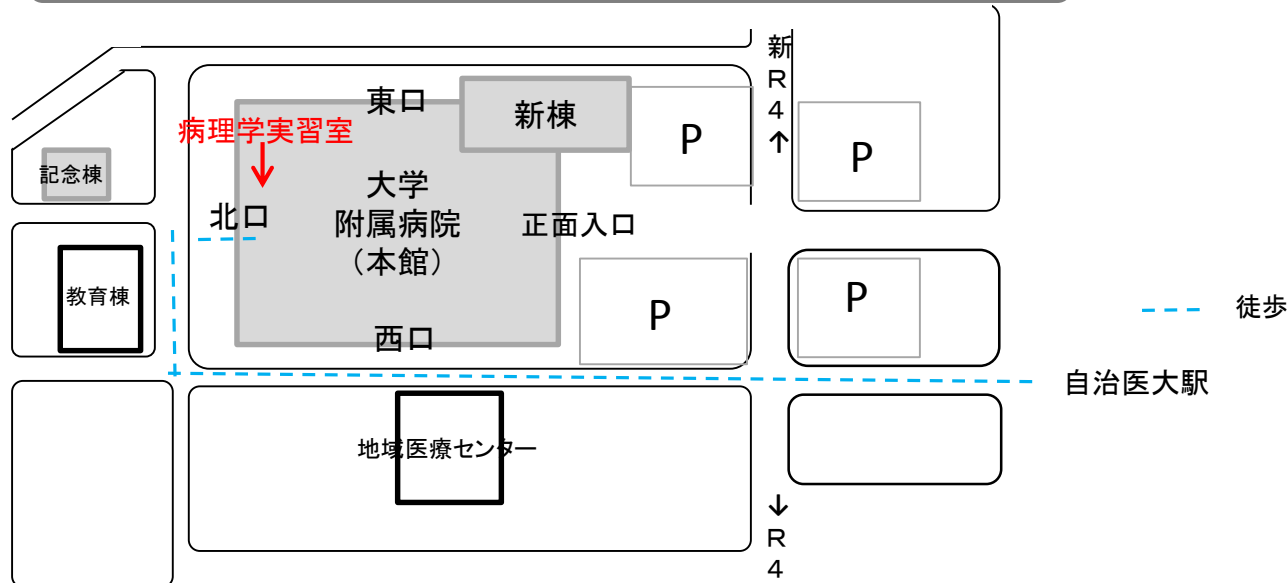 新
R
4
↑
東口
新棟
P
P
病理学実習室
記念棟
大学
附属病院
（本館）
北口
正面入口
教育棟
P
P
徒歩
西口
自治医大駅
地域医療センター
↓
R
4